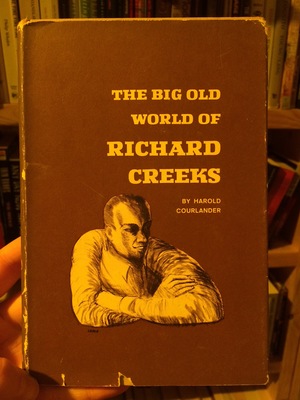 THE BIG OLD
WORLD OF
RICHARD
CREEKS
BY HAROLD
COURLANDER